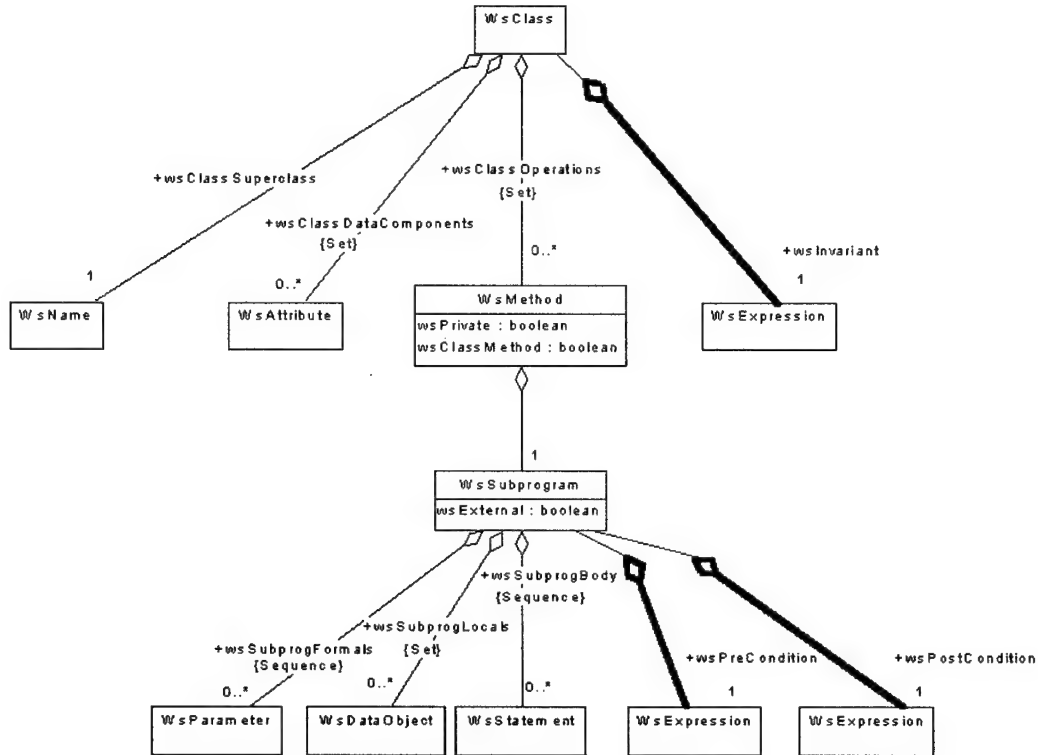 WsClass
+wsClassSuperclass
+wsClassOperations
{Set}
+wsClassDataComponents
{Set}
+wsInvariant
1
0..*
0..*
1
WsName
WsAttribute
WsMethod
wsPrivate : boolean
wsClassMethod : boolean
WsExpression
1
WsSubprogram
wsExternal : boolean
+wsSubprogBody
{Sequence}
+wsSubprogLocals
{Set}
+wsSubprogFormals
{Sequence}
+wsPreCondition
+wsPostCondition
0..*
0..*
0..*
1
1
WsParameter
WsDataObject
WsStatement
WsExpression
WsExpression